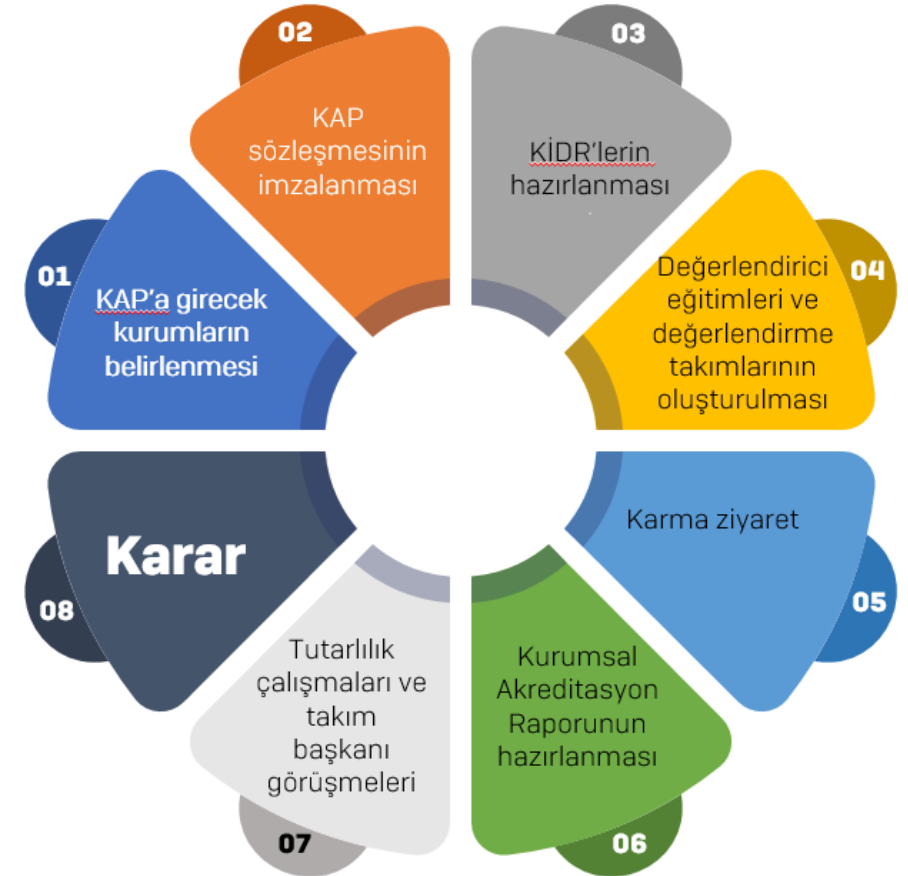 01
KAP'a girecek
kurumların
belirlenmesi
02
KAP
sözleşmesinin
imzalanması
03
KİDR'lerin
hazırlanması
04
Değerlendirici
eğitimleri ve
değerlendirme
takımlarının
oluşturulması
05
Karma ziyaret
06
Kurumsal
Akreditasyon
Raporunun
hazırlanması
07
Tutarlılık
çalışmaları ve
takım
başkanı
görüşmeleri
08
Karar